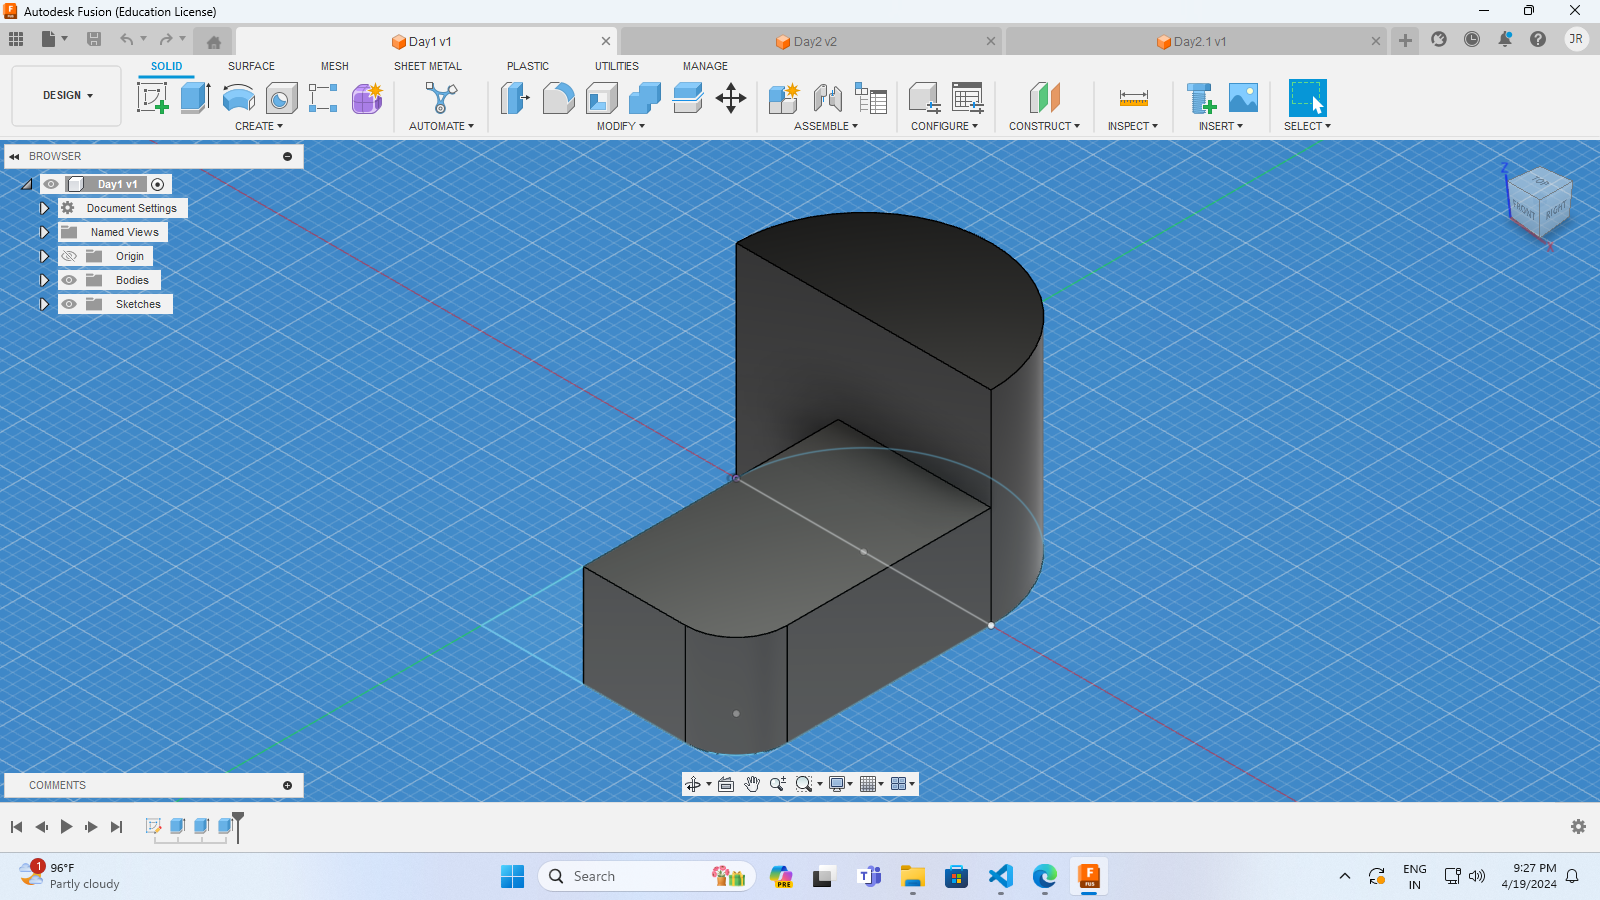 Autodesk Fusion (Education License)
Day1 v1
Day2 v2
Day2.1 v1
JR
SOLID
SURFACE
MESH
SHEET METAL
PLASTIC
UTILITIES
MANAGE
DESIGN
CREATE
AUTOMATE
MODIFY
ASSEMBLE
CONFIGURE
CONSTRUCT
INSPECT
INSERT
SELECT
BROWSER
Day1 v1
Document Settings
Named Views
Origin
Bodies
Sketches
Z
TOP
FRONT
RIGHT
X
COMMENTS
1
96°F
Partly cloudy
Search
PRE
F
FUS
ENG
IN
9:27 PM
4/19/2024